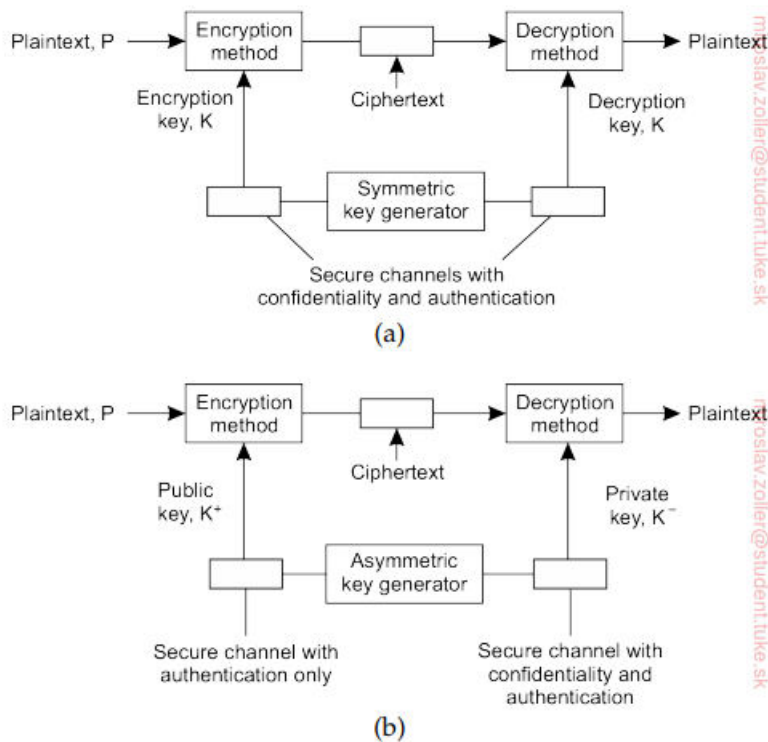 Plaintext, P
Encryption
method
Ciphertext
Decryption
method
Plaintext
Encryption
key, K
Decryption
key, K
Symmetric
key generator
Secure channels with
confidentiality and authentication
(a)
miroslav.zoller@student.tuke.sk
Plaintext, P
Encryption
method
Ciphertext
Decryption
method
Plaintext
Public
key, K⁺
Private
key, K⁻
Asymmetric
key generator
Secure channel with
authentication only
Secure channel with
confidentiality and
authentication
(b)
miroslav.zoller@student.tuke.sk